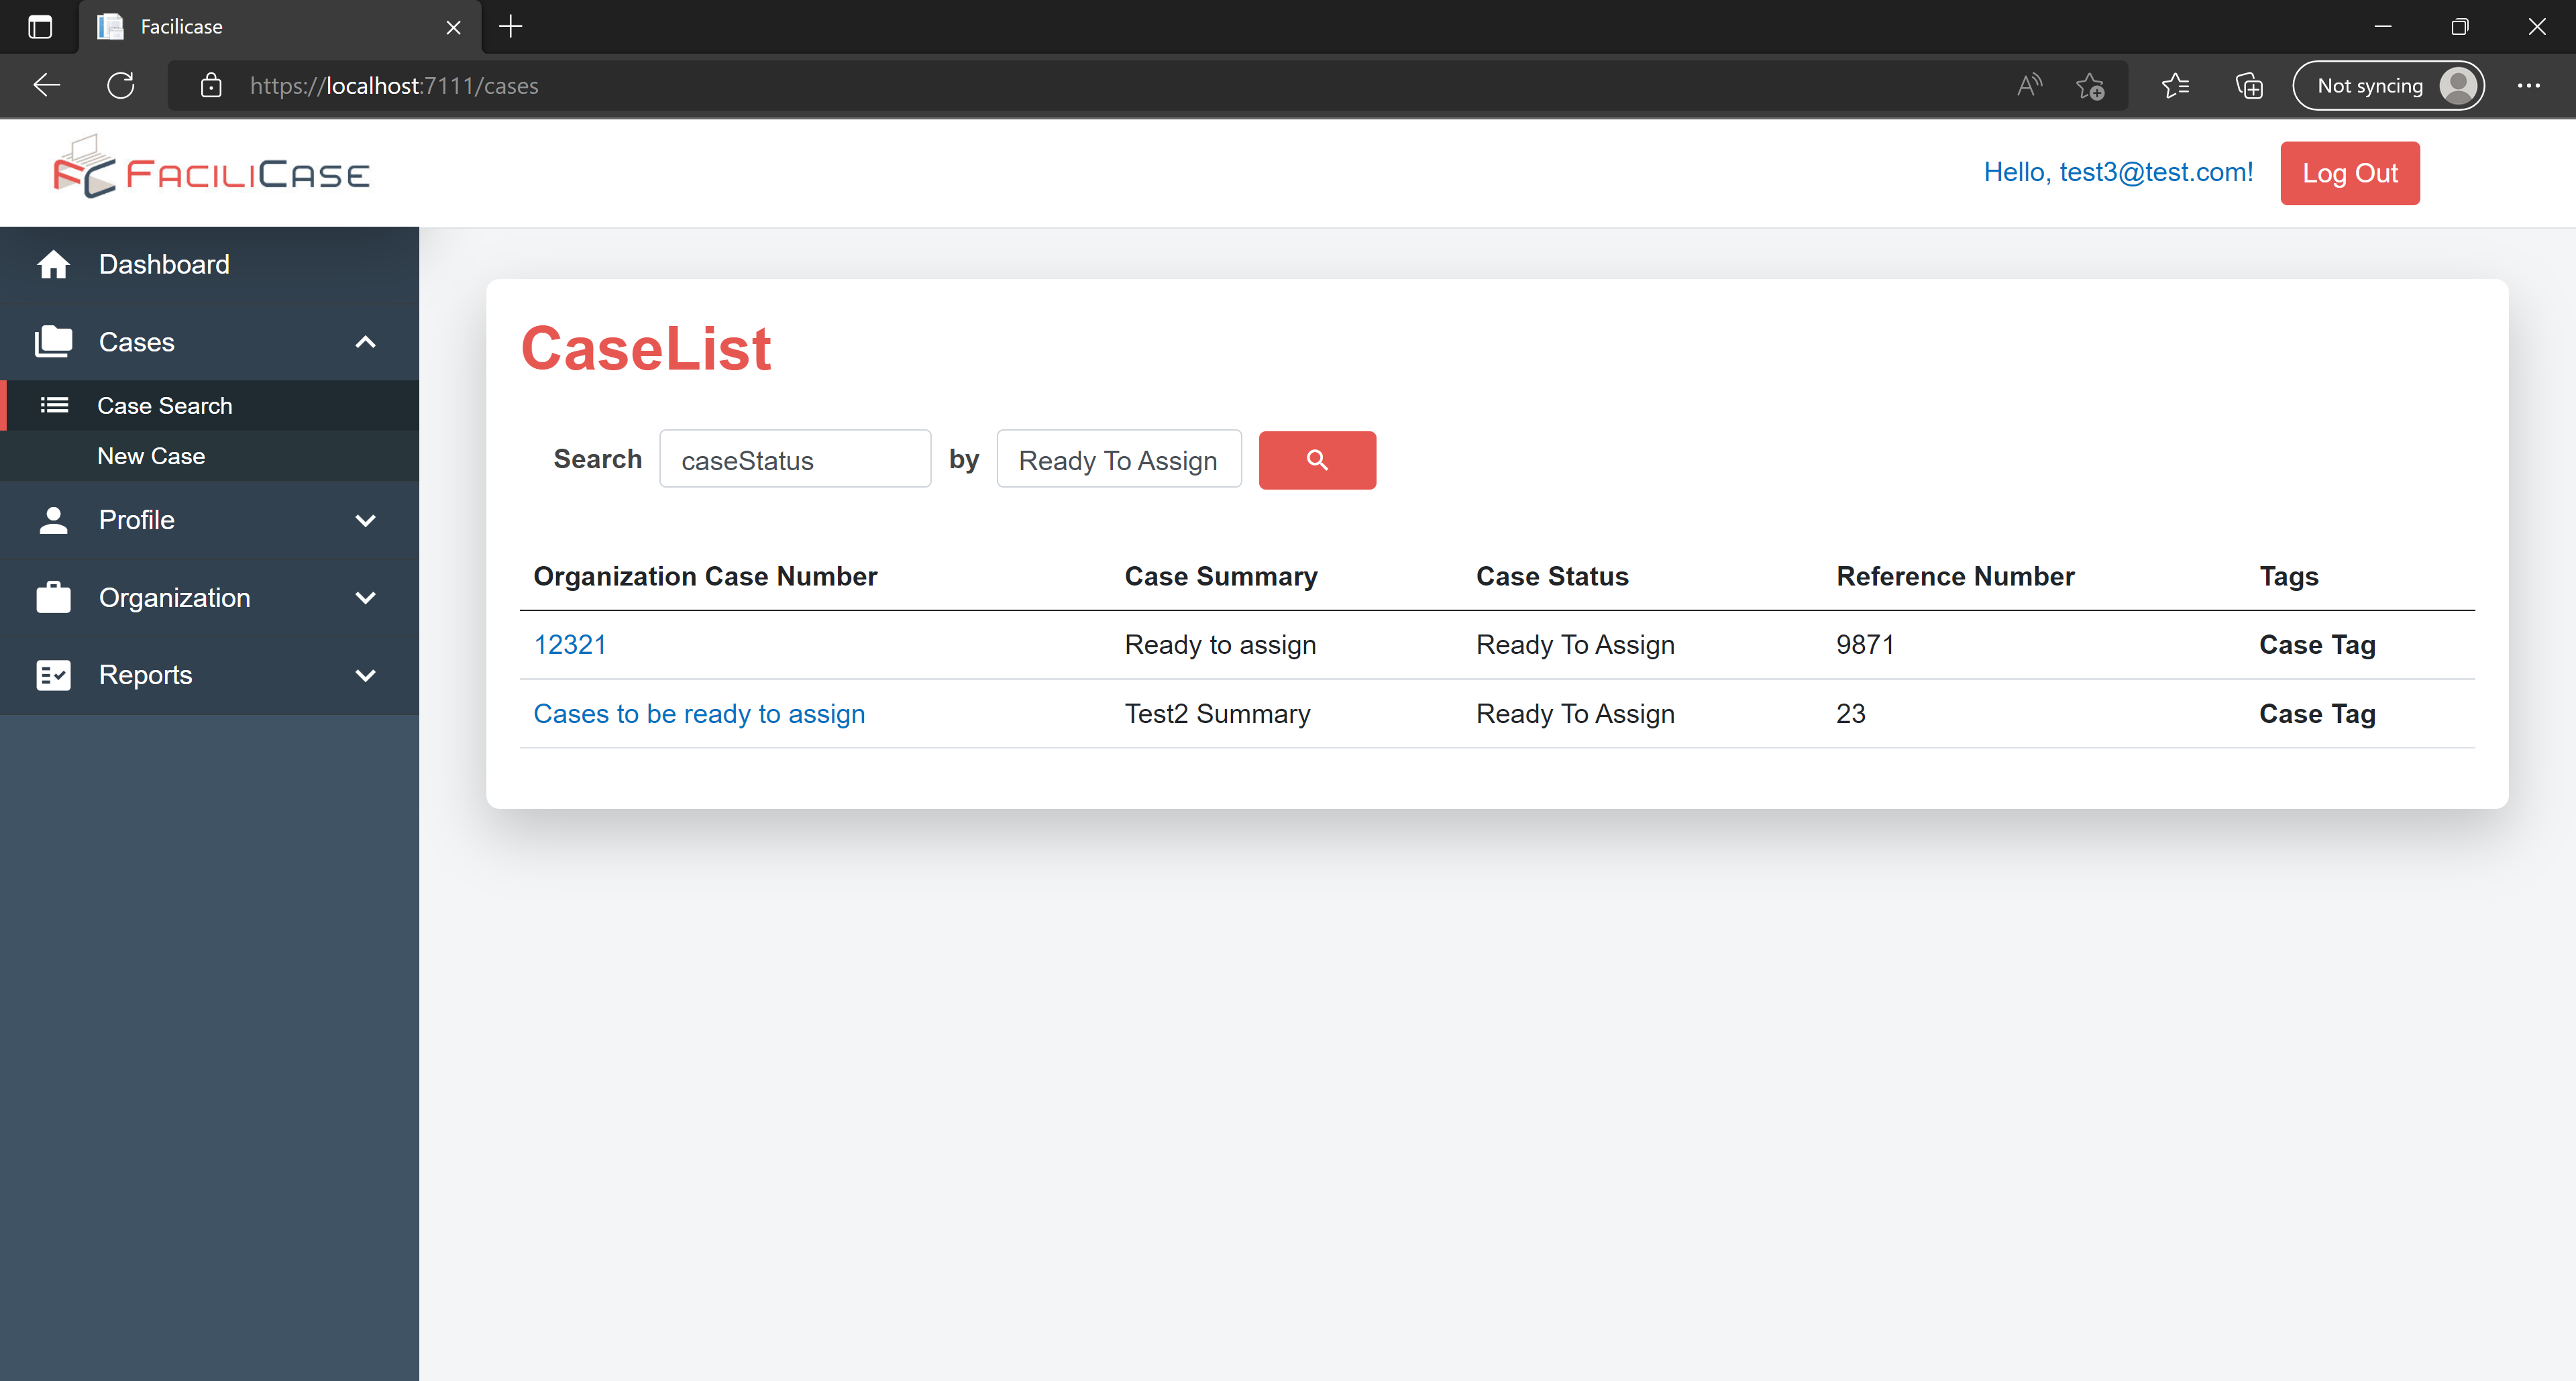 Facilicase
https://localhost:7111/cases
Not syncing
FACILICASE
Hello, test3@test.com!
Log Out
Dashboard
Cases
Case Search
New Case
Profile
Organization
Reports
CaseList
Search caseStatus by Ready To Assign
Organization Case Number Case Summary Case Status Reference Number Tags
12321 Ready to assign Ready To Assign 9871 Case Tag
Cases to be ready to assign Test2 Summary Ready To Assign 23 Case Tag